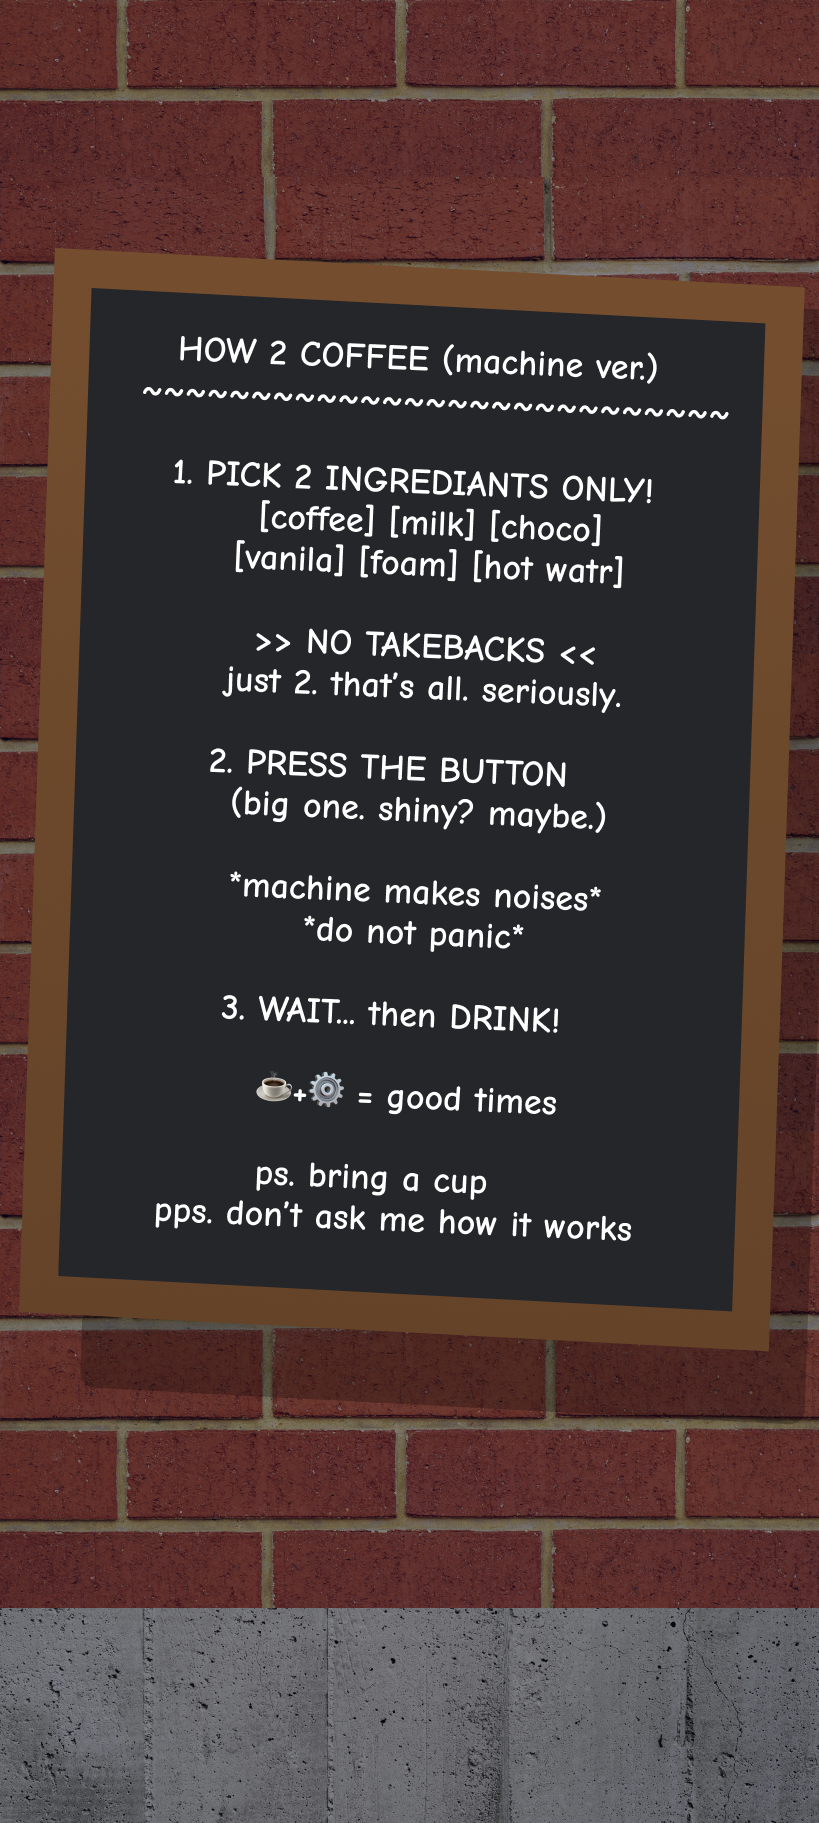 HOW 2 COFFEE (machine ver.)
~~~~~~~~~~~~~~~~~~~~~~~~~~~
1. PICK 2 INGREDIANTS ONLY!
[coffee] [milk] [choco]
[vanila] [foam] [hot watr]
>> NO TAKEBACKS <<
just 2. that's all. seriously.
2. PRESS THE BUTTON
(big one. shiny? maybe.)
*machine makes noises*
*do not panic*
3. WAIT... then DRINK!
☕+⚙️ = good times
ps. bring a cup
pps. don't ask me how it works